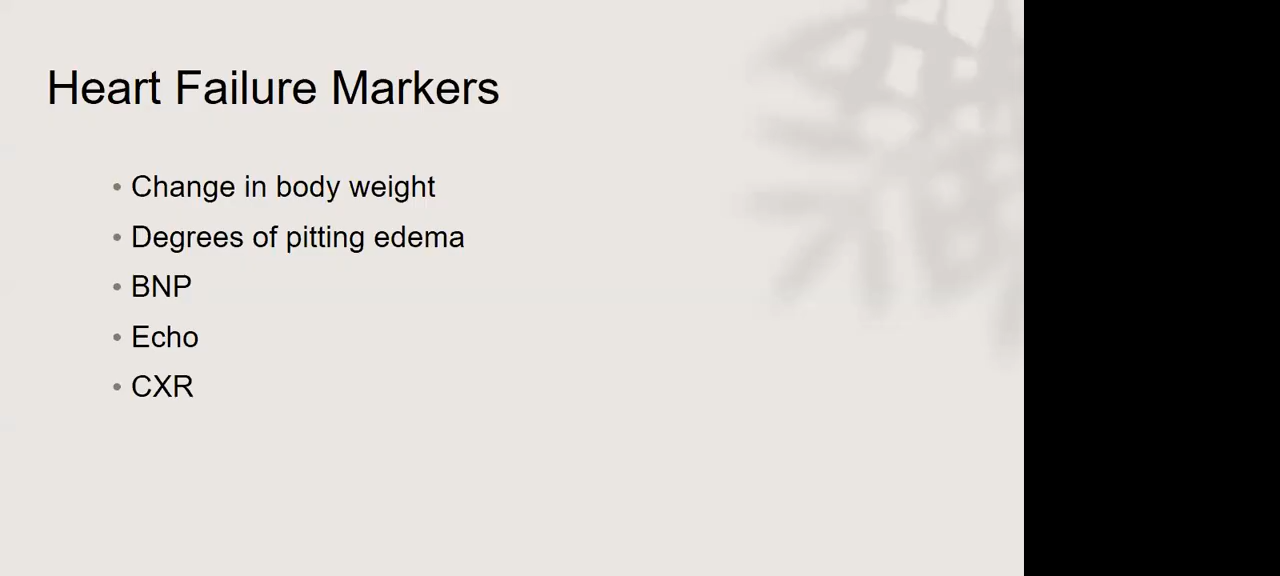 Heart Failure Markers
• Change in body weight
• Degrees of pitting edema
• BNP
• Echo
• CXR